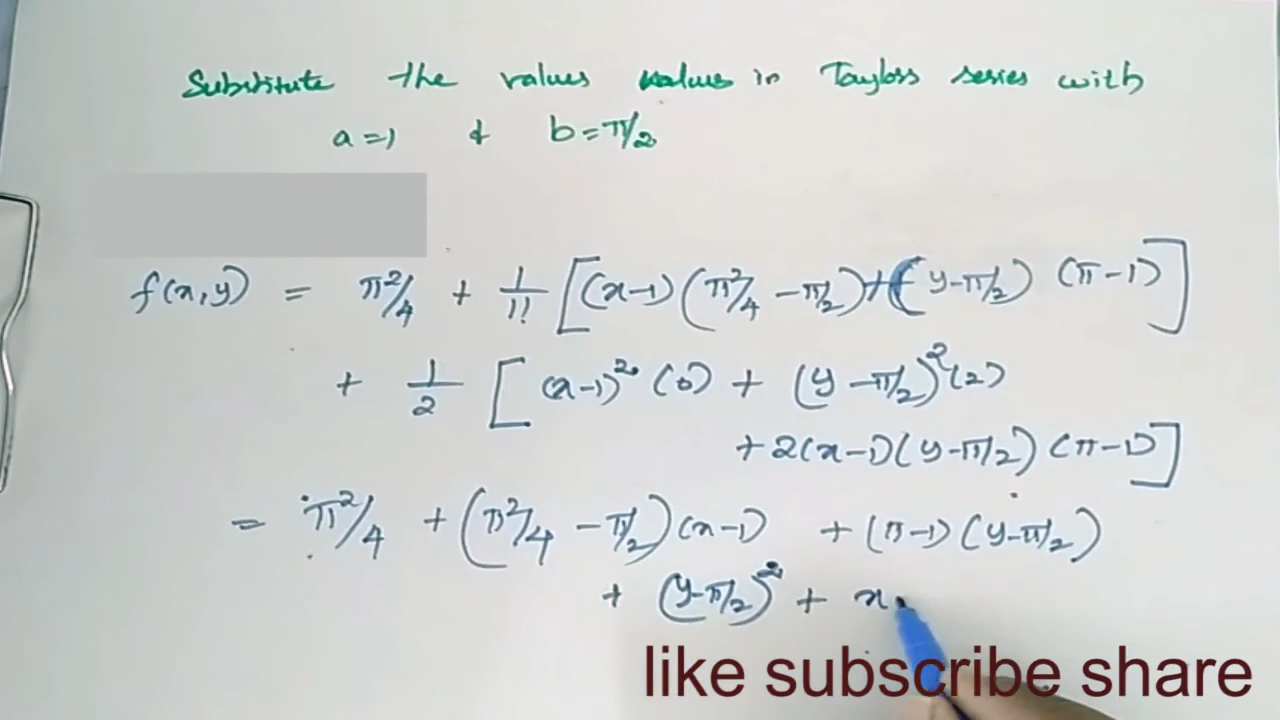 Substitute the values values in Taylors series with
a=1 & b=π/2
f(x,y) = π²/4 + 1/1! [(x-1)(π²/4 - π/2)+(y-π/2) (π-1)]
+ 1/2 [(x-1)² (0) + (y-π/2)²(2)
+2(x-1)(y-π/2)(π-1)]
= π²/4 + (π²/4 - π/2)(x-1) + (π-1)(y-π/2)
+ (y-π/2)² + x
like subscribe share